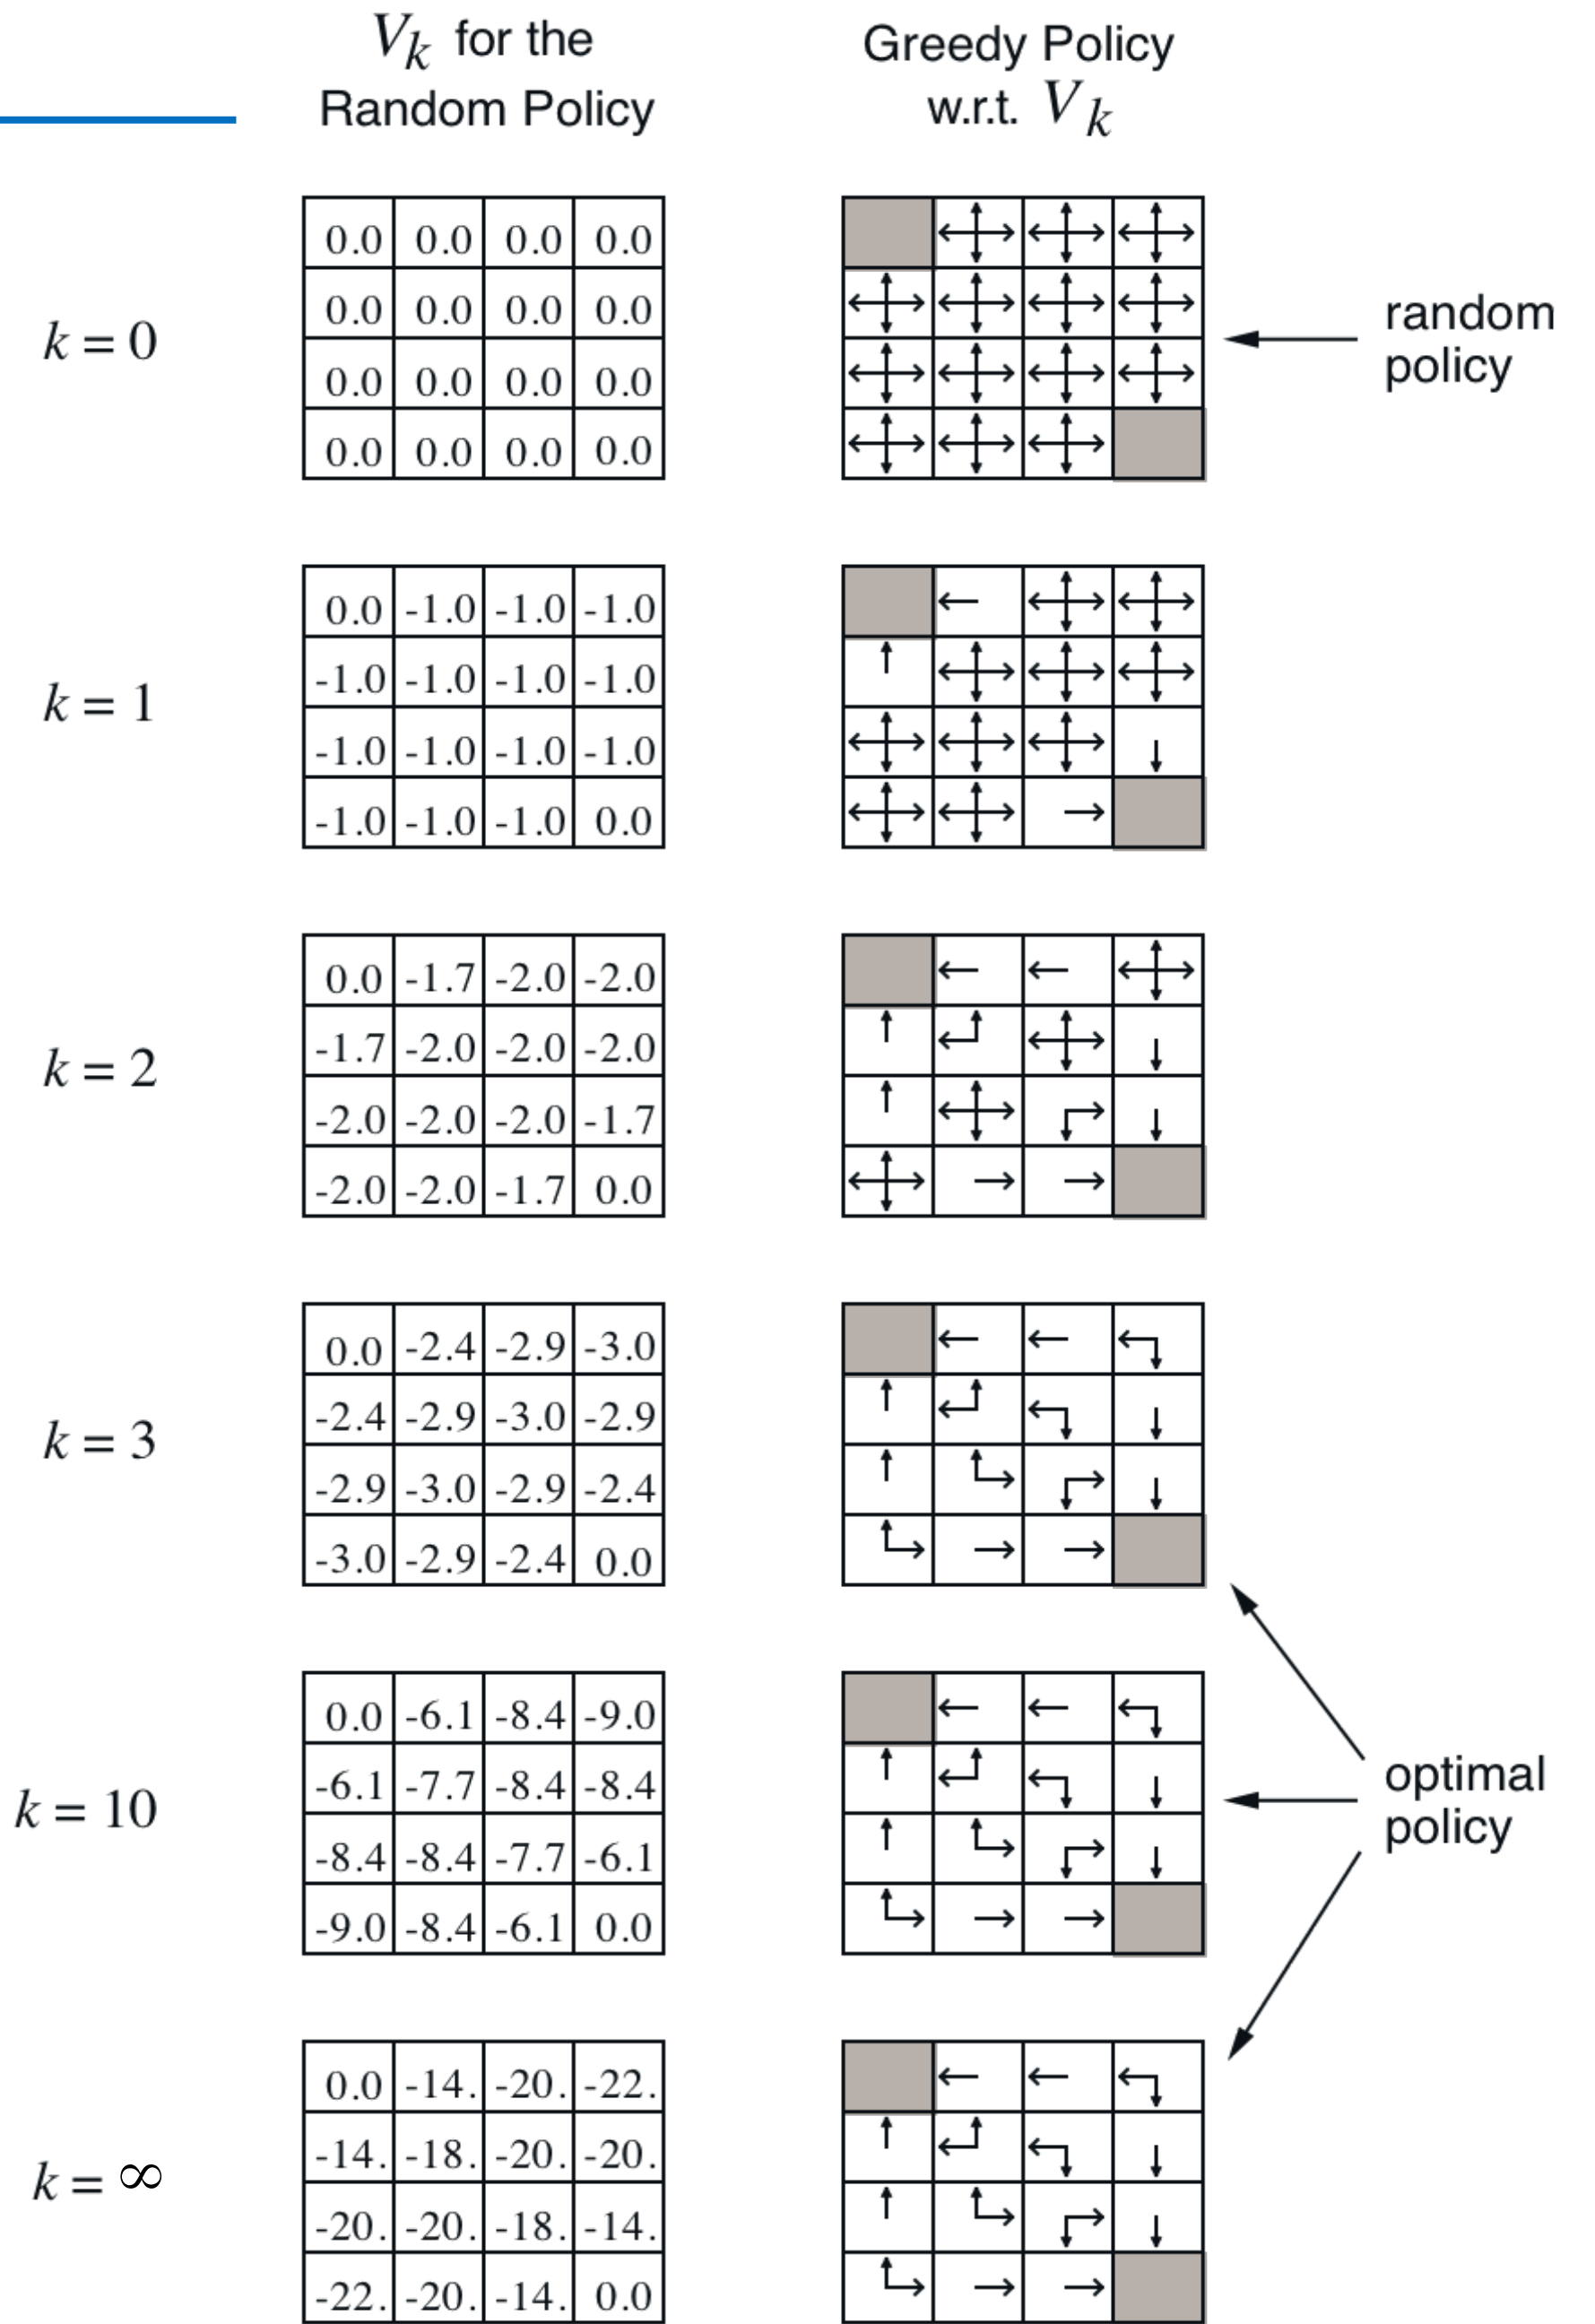 V_k for the
Random Policy
Greedy Policy
w.r.t. V_k
k = 0
0.0 0.0 0.0 0.0
0.0 0.0 0.0 0.0
0.0 0.0 0.0 0.0
0.0 0.0 0.0 0.0
random
policy
k = 1
0.0 -1.0 -1.0 -1.0
-1.0 -1.0 -1.0 -1.0
-1.0 -1.0 -1.0 -1.0
-1.0 -1.0 -1.0 0.0
k = 2
0.0 -1.7 -2.0 -2.0
-1.7 -2.0 -2.0 -2.0
-2.0 -2.0 -2.0 -1.7
-2.0 -2.0 -1.7 0.0
k = 3
0.0 -2.4 -2.9 -3.0
-2.4 -2.9 -3.0 -2.9
-2.9 -3.0 -2.9 -2.4
-3.0 -2.9 -2.4 0.0
k = 10
0.0 -6.1 -8.4 -9.0
-6.1 -7.7 -8.4 -8.4
-8.4 -8.4 -7.7 -6.1
-9.0 -8.4 -6.1 0.0
optimal
policy
k = ∞
0.0 -14. -20. -22.
-14. -18. -20. -20.
-20. -20. -18. -14.
-22. -20. -14. 0.0